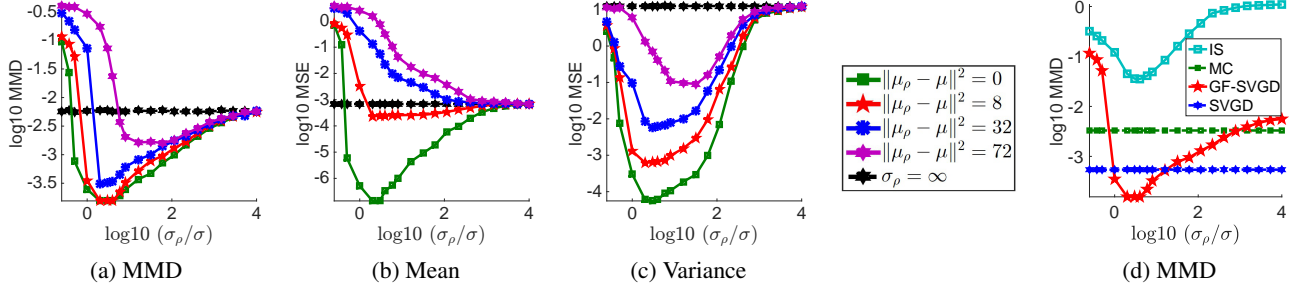 log10 MMD
-0.5
-1
-1.5
-2
-2.5
-3
-3.5
0 2 4
log10 (σρ/σ)
(a) MMD
log10 MSE
0
-1
-2
-3
-4
-5
-6
0 2 4
log10 (σρ/σ)
(b) Mean
log10 MSE
1
0
-1
-2
-3
-4
0 2 4
log10 (σρ/σ)
(c) Variance
||μρ − μ||² = 0
||μρ − μ||² = 8
||μρ − μ||² = 32
||μρ − μ||² = 72
σρ = ∞
log10 MMD
0
-1
-2
-3
IS
MC
GF-SVGD
SVGD
0 1 2 3 4
log10 (σρ/σ)
(d) MMD